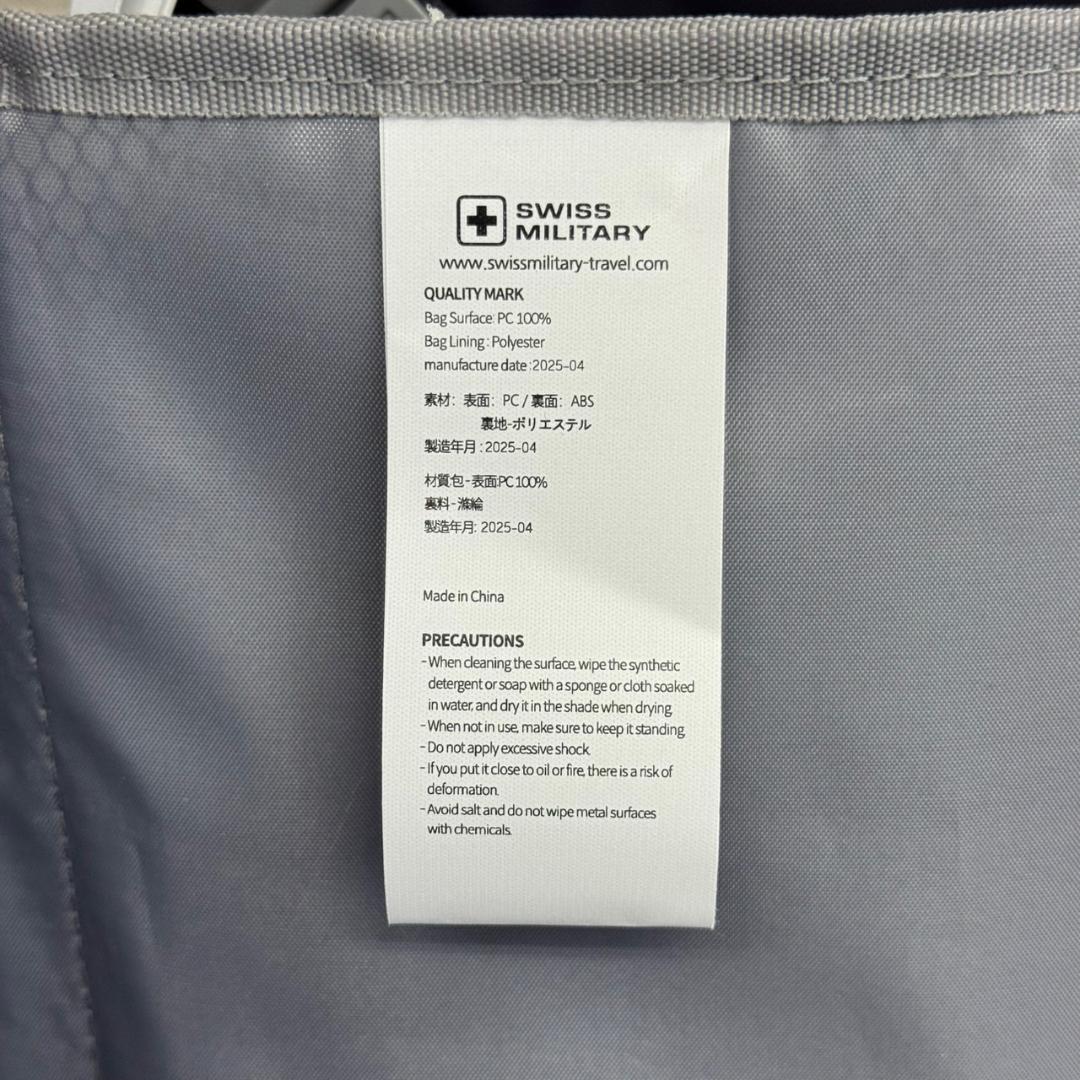 SWISS
MILITARY
www.swissmilitary-travel.com
QUALITY MARK
Bag Surface: PC 100%
Bag Lining : Polyester
manufacture date :2025-04
素材: 表面: PC / 裏面: ABS
裏地-ポリエステル
製造年月 : 2025-04
材質包-表面:PC100%
裏料-滌綸
製造年月: 2025-04
Made in China
PRECAUTIONS
-When cleaning the surface, wipe the synthetic
detergent or soap with a sponge or cloth soaked
in water, and dry it in the shade when drying.
-When not in use, make sure to keep it standing.
-Do not apply excessive shock.
-If you put it close to oil or fire, there is a risk of
deformation.
-Avoid salt and do not wipe metal surfaces
with chemicals.